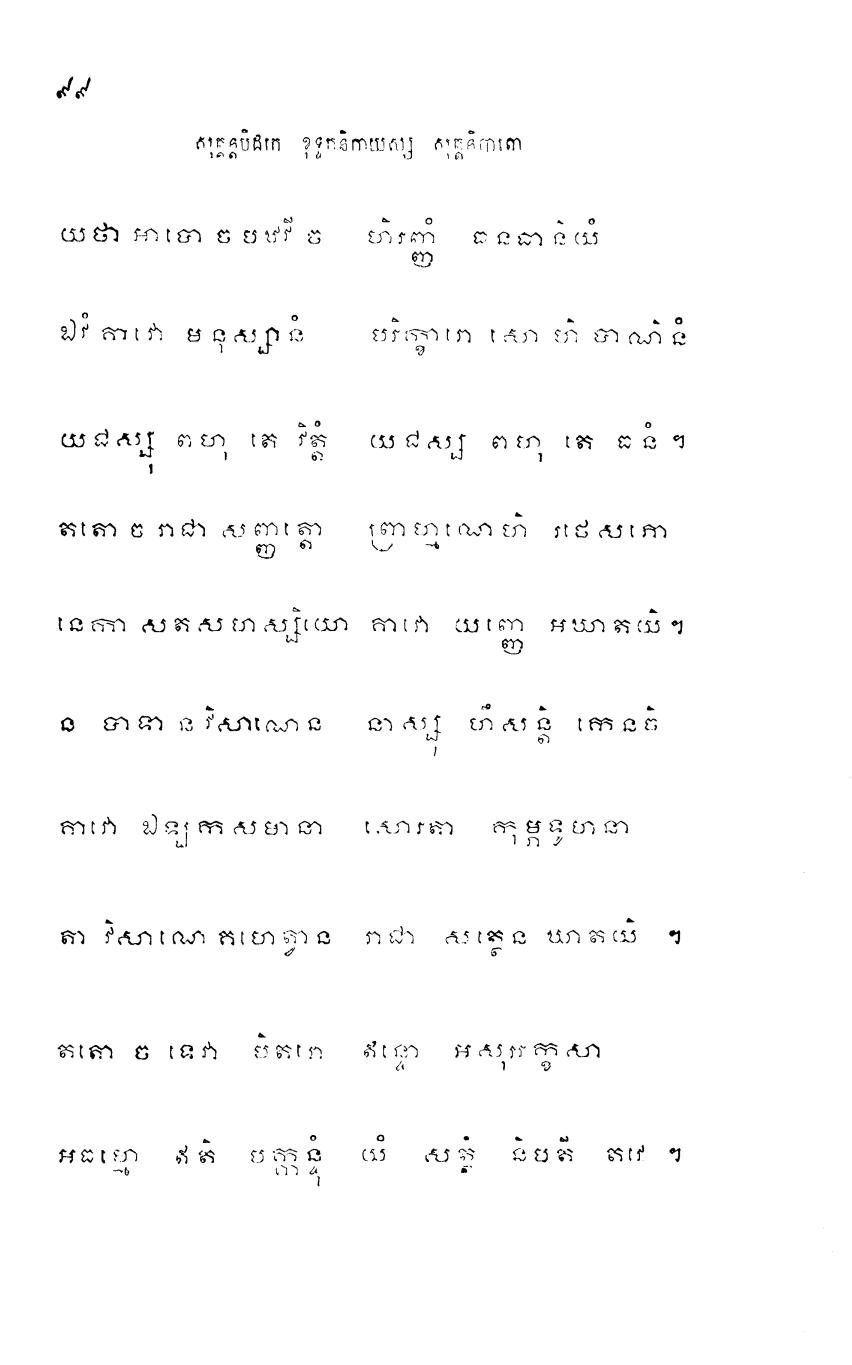 ៩៩
សុត្តន្តបិដកេ ខុទ្ទកនិកាយស្ស សុត្តនិបាតោ
យថា អាបោ ច បឋវី ច ហិរញ្ញំ ធនធានិយំ
ឯវំ គាវោ មនុស្សានំ បរិក្ខារោ សោ ហិ បាណិនំ
យជស្សុ ពហុ តេ វិត្តំ យជស្ស ពហុ តេ ធនំ ។
តតោ ច រាជា សញ្ញត្តោ ព្រាហ្មណេហិ រថេសភោ
នេកា សតសហស្សិយោ គាវោ យញ្ញេ អឃាតយិ ។
ន បាទា ន វិសាណេន នាស្សុ ហឹសន្តិ កេនចិ
គាវោ ឯឡកសមានា សោរតា កុម្ភទូហនា
តា វិសាណេ គហេត្វាន រាជា សត្ថេន ឃាតយិ ។
តតោ ច ទេវា បិតរោ ឥន្ទោ អសុររក្ខសា
អធម្មោ ឥតិ បក្កន្ទុំ យំ សត្ថំ និបតី គវេ ។